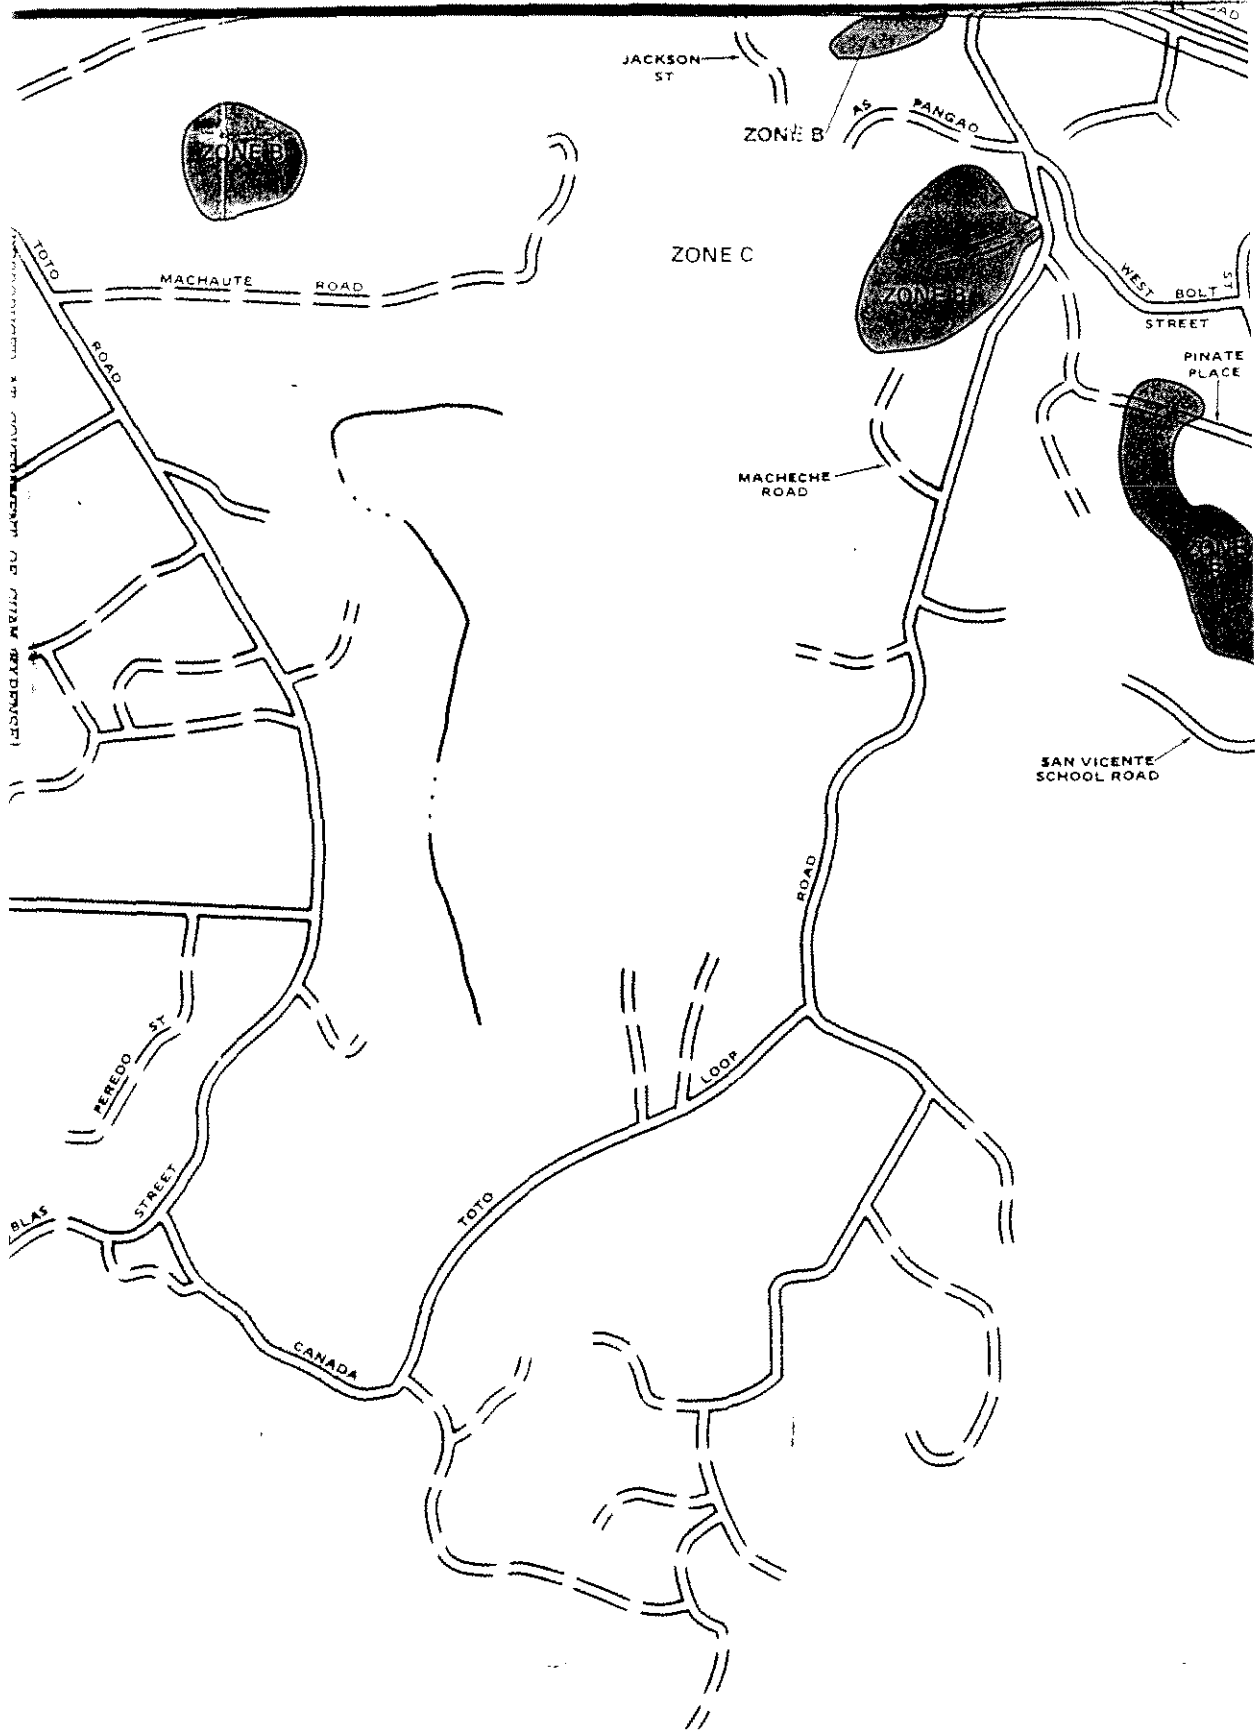 JACKSON
ST
AS PANGAO
ZONE B
ZONE B
ZONE C
TOTO
MACHAUTE ROAD
ROAD
ZONE B
WEST
BOLT ST
STREET
PINATE
PLACE
MACHECHE
ROAD
ZONE
B
SAN VICENTE
SCHOOL ROAD
ROAD
LOOP
TOTO
PEREDO ST
STREET
BLAS
CANADA